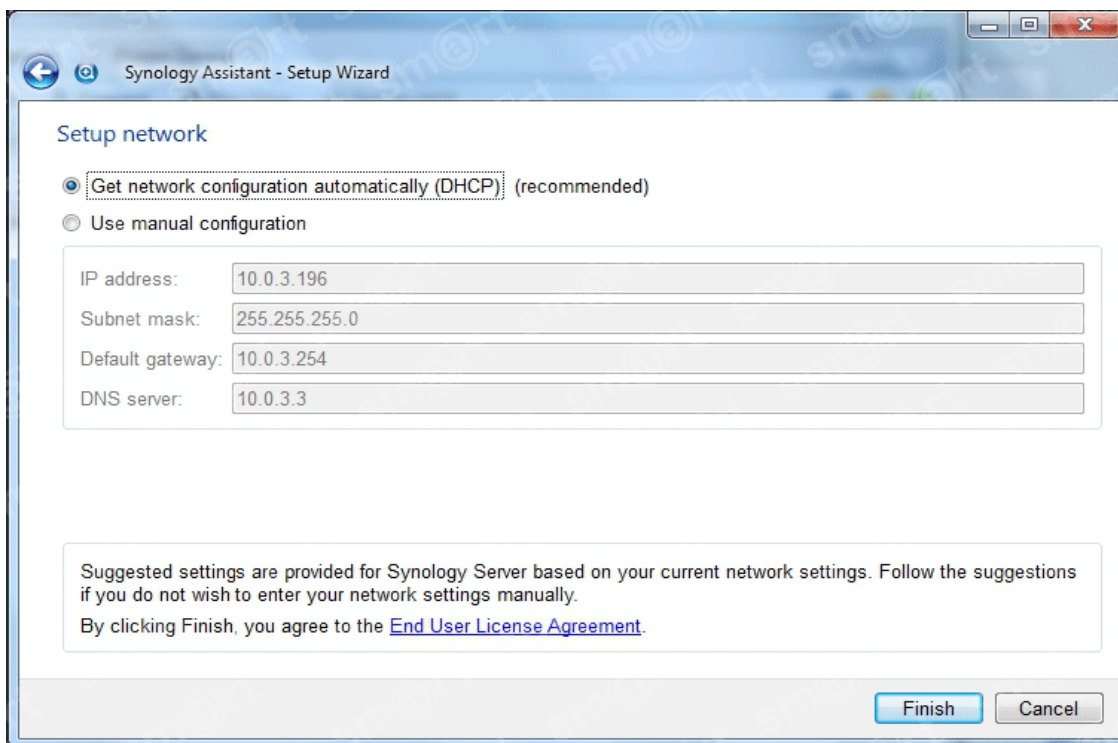 Synology Assistant - Setup Wizard
Setup network
Get network configuration automatically (DHCP) (recommended)
Use manual configuration
IP address: 10.0.3.196
Subnet mask: 255.255.255.0
Default gateway: 10.0.3.254
DNS server: 10.0.3.3
Suggested settings are provided for Synology Server based on your current network settings. Follow the suggestions
if you do not wish to enter your network settings manually.
By clicking Finish, you agree to the End User License Agreement.
Finish Cancel
sm@rt